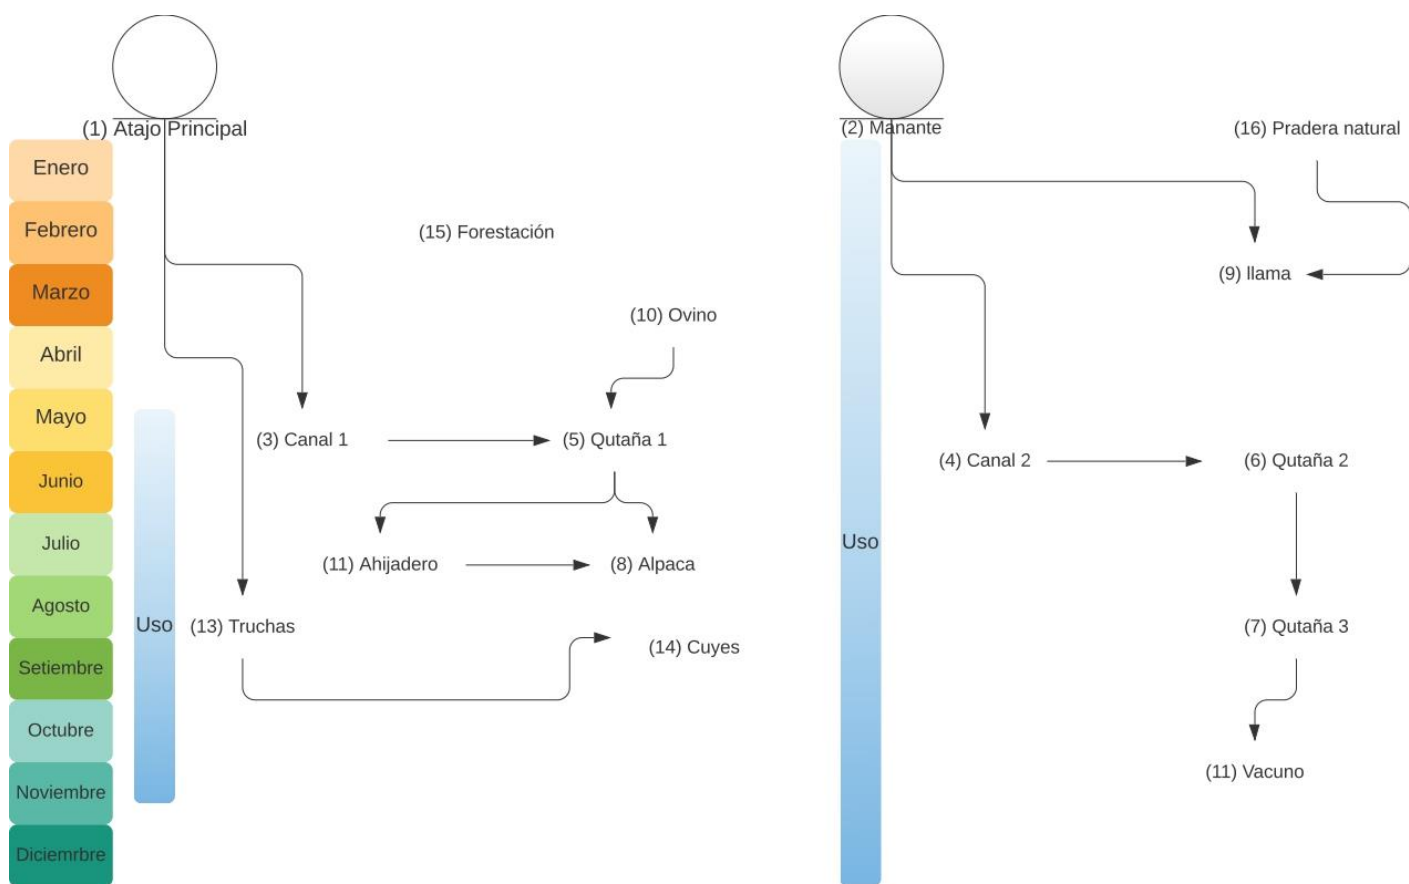 (1) Atajo Principal
(2) Manante
(16) Pradera natural
Enero
Febrero
(15) Forestación
(9) llama
Marzo
(10) Ovino
Abril
Mayo
(3) Canal 1
(5) Qutaña 1
(4) Canal 2
(6) Qutaña 2
Junio
Julio
Uso
(11) Ahijadero
(8) Alpaca
Agosto
Uso
(13) Truchas
(7) Qutaña 3
(14) Cuyes
Setiembre
Octubre
(11) Vacuno
Noviembre
Diciemrbre